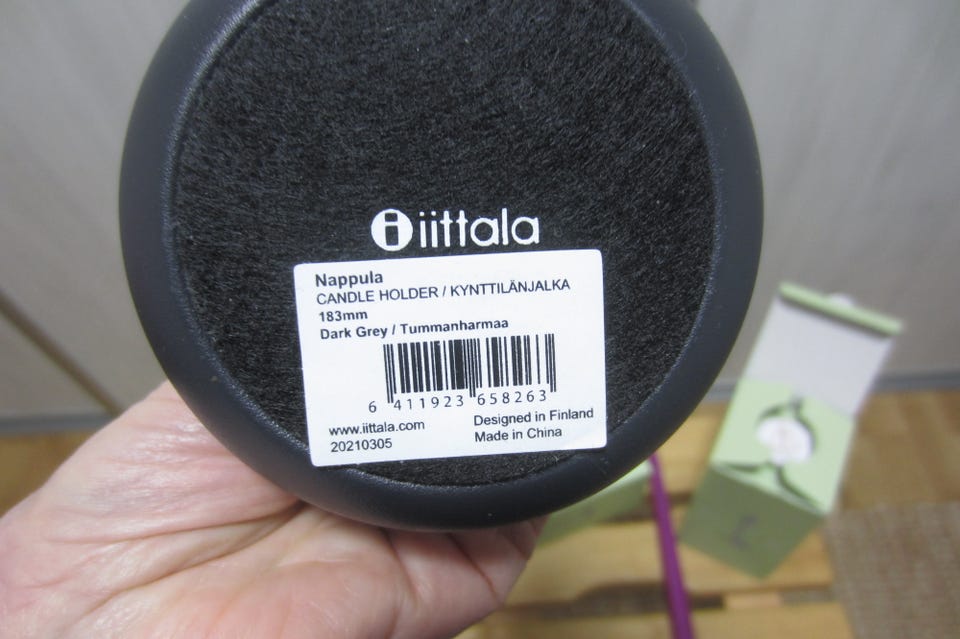 iittala
Nappula
CANDLE HOLDER / KYNTTILÄNJALKA
183mm
Dark Grey / Tummanharmaa
6 411923 658263
www.iittala.com
20210305
Designed in Finland
Made in China